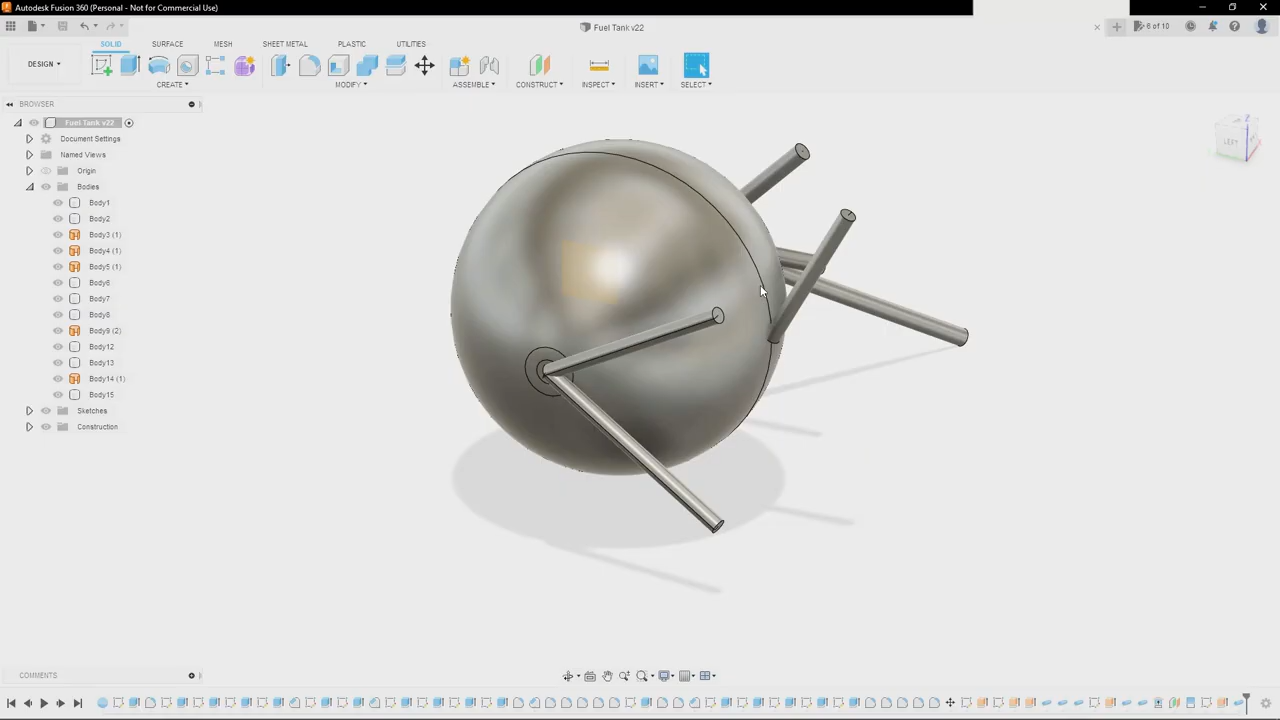 Autodesk Fusion 360 (Personal - Not for Commercial Use)
Fuel Tank v22
6 of 10
SOLID SURFACE MESH SHEET METAL PLASTIC UTILITIES
DESIGN
CREATE MODIFY ASSEMBLE CONSTRUCT INSPECT INSERT SELECT
BROWSER
Fuel Tank v22
Document Settings
Named Views
Origin
Bodies
Body1
Body2
Body3 (1)
Body4 (1)
Body5 (1)
Body6
Body7
Body8
Body9 (2)
Body12
Body13
Body14 (1)
Body15
Sketches
Construction
LEFT
COMMENTS